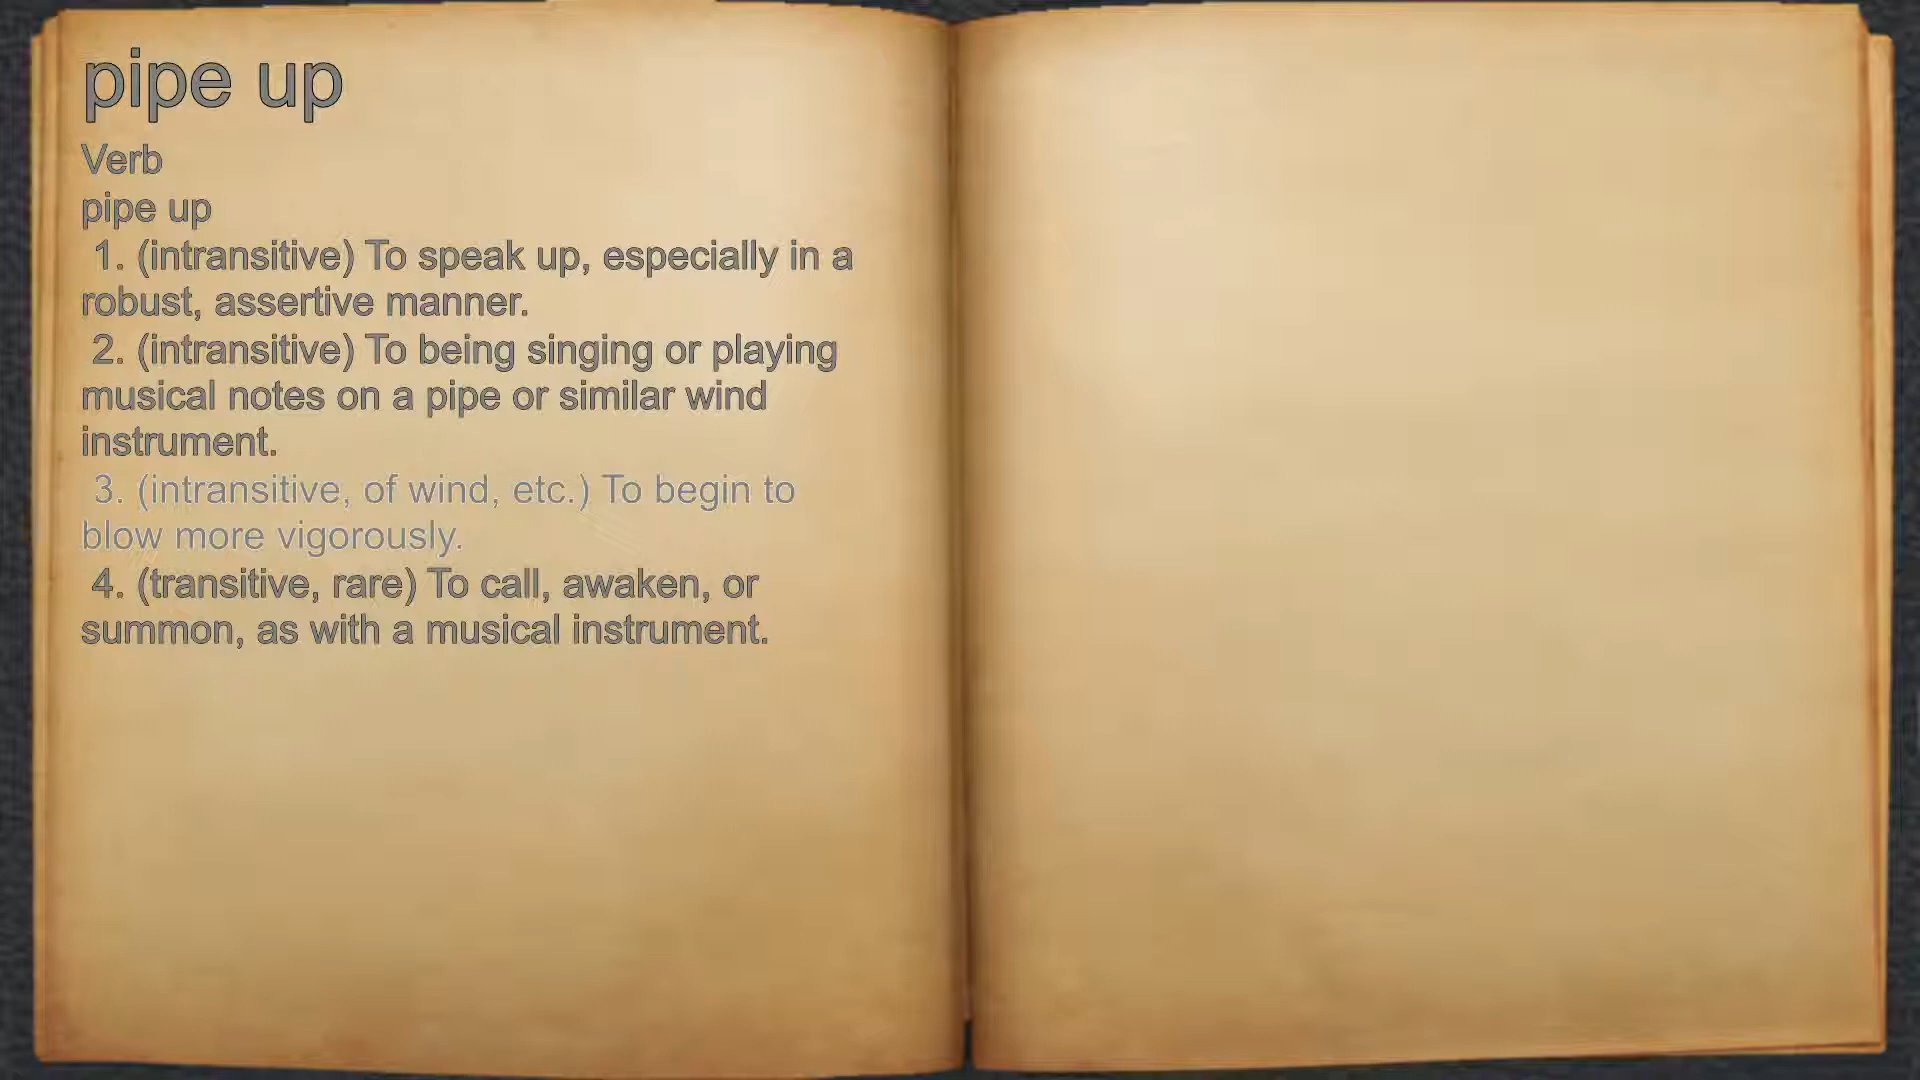 pipe up
Verb
pipe up
1. (intransitive) To speak up, especially in a
robust, assertive manner.
2. (intransitive) To being singing or playing
musical notes on a pipe or similar wind
instrument.
3. (intransitive, of wind, etc.) To begin to
blow more vigorously.
4. (transitive, rare) To call, awaken, or
summon, as with a musical instrument.